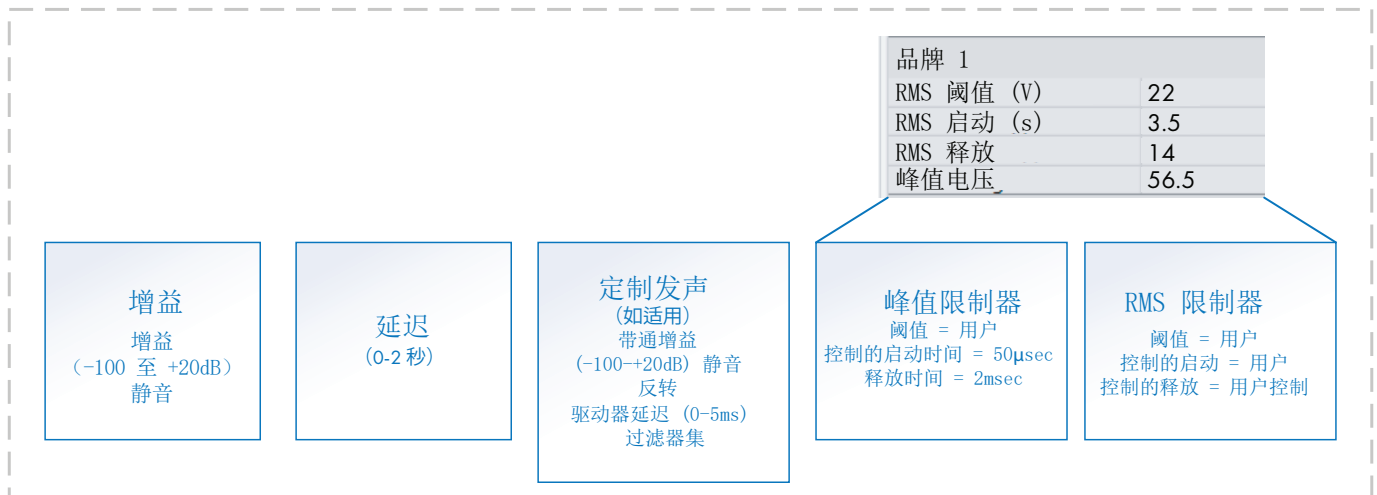 品牌 1
RMS 阈值 (V) 22
RMS 启动 (s) 3.5
RMS 释放 14
峰值电压 56.5
增益
增益
(-100 至 +20dB)
静音
延迟
(0-2 秒)
定制发声
(如适用)
带通增益
(-100-+20dB) 静音
反转
驱动器延迟 (0-5ms)
过滤器集
峰值限制器
阈值 = 用户
控制的启动时间 = 50µsec
释放时间 = 2msec
RMS 限制器
阈值 = 用户
控制的启动 = 用户
控制的释放 = 用户控制